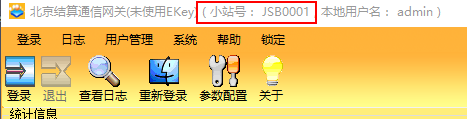 北京结算通信网关(未使用EKey)( 小站号： JSB0001 本地用户名： admin )
登录 日志 用户管理 系统 帮助 锁定
登录 退出 查看日志 重新登录 参数配置 关于
统计信息